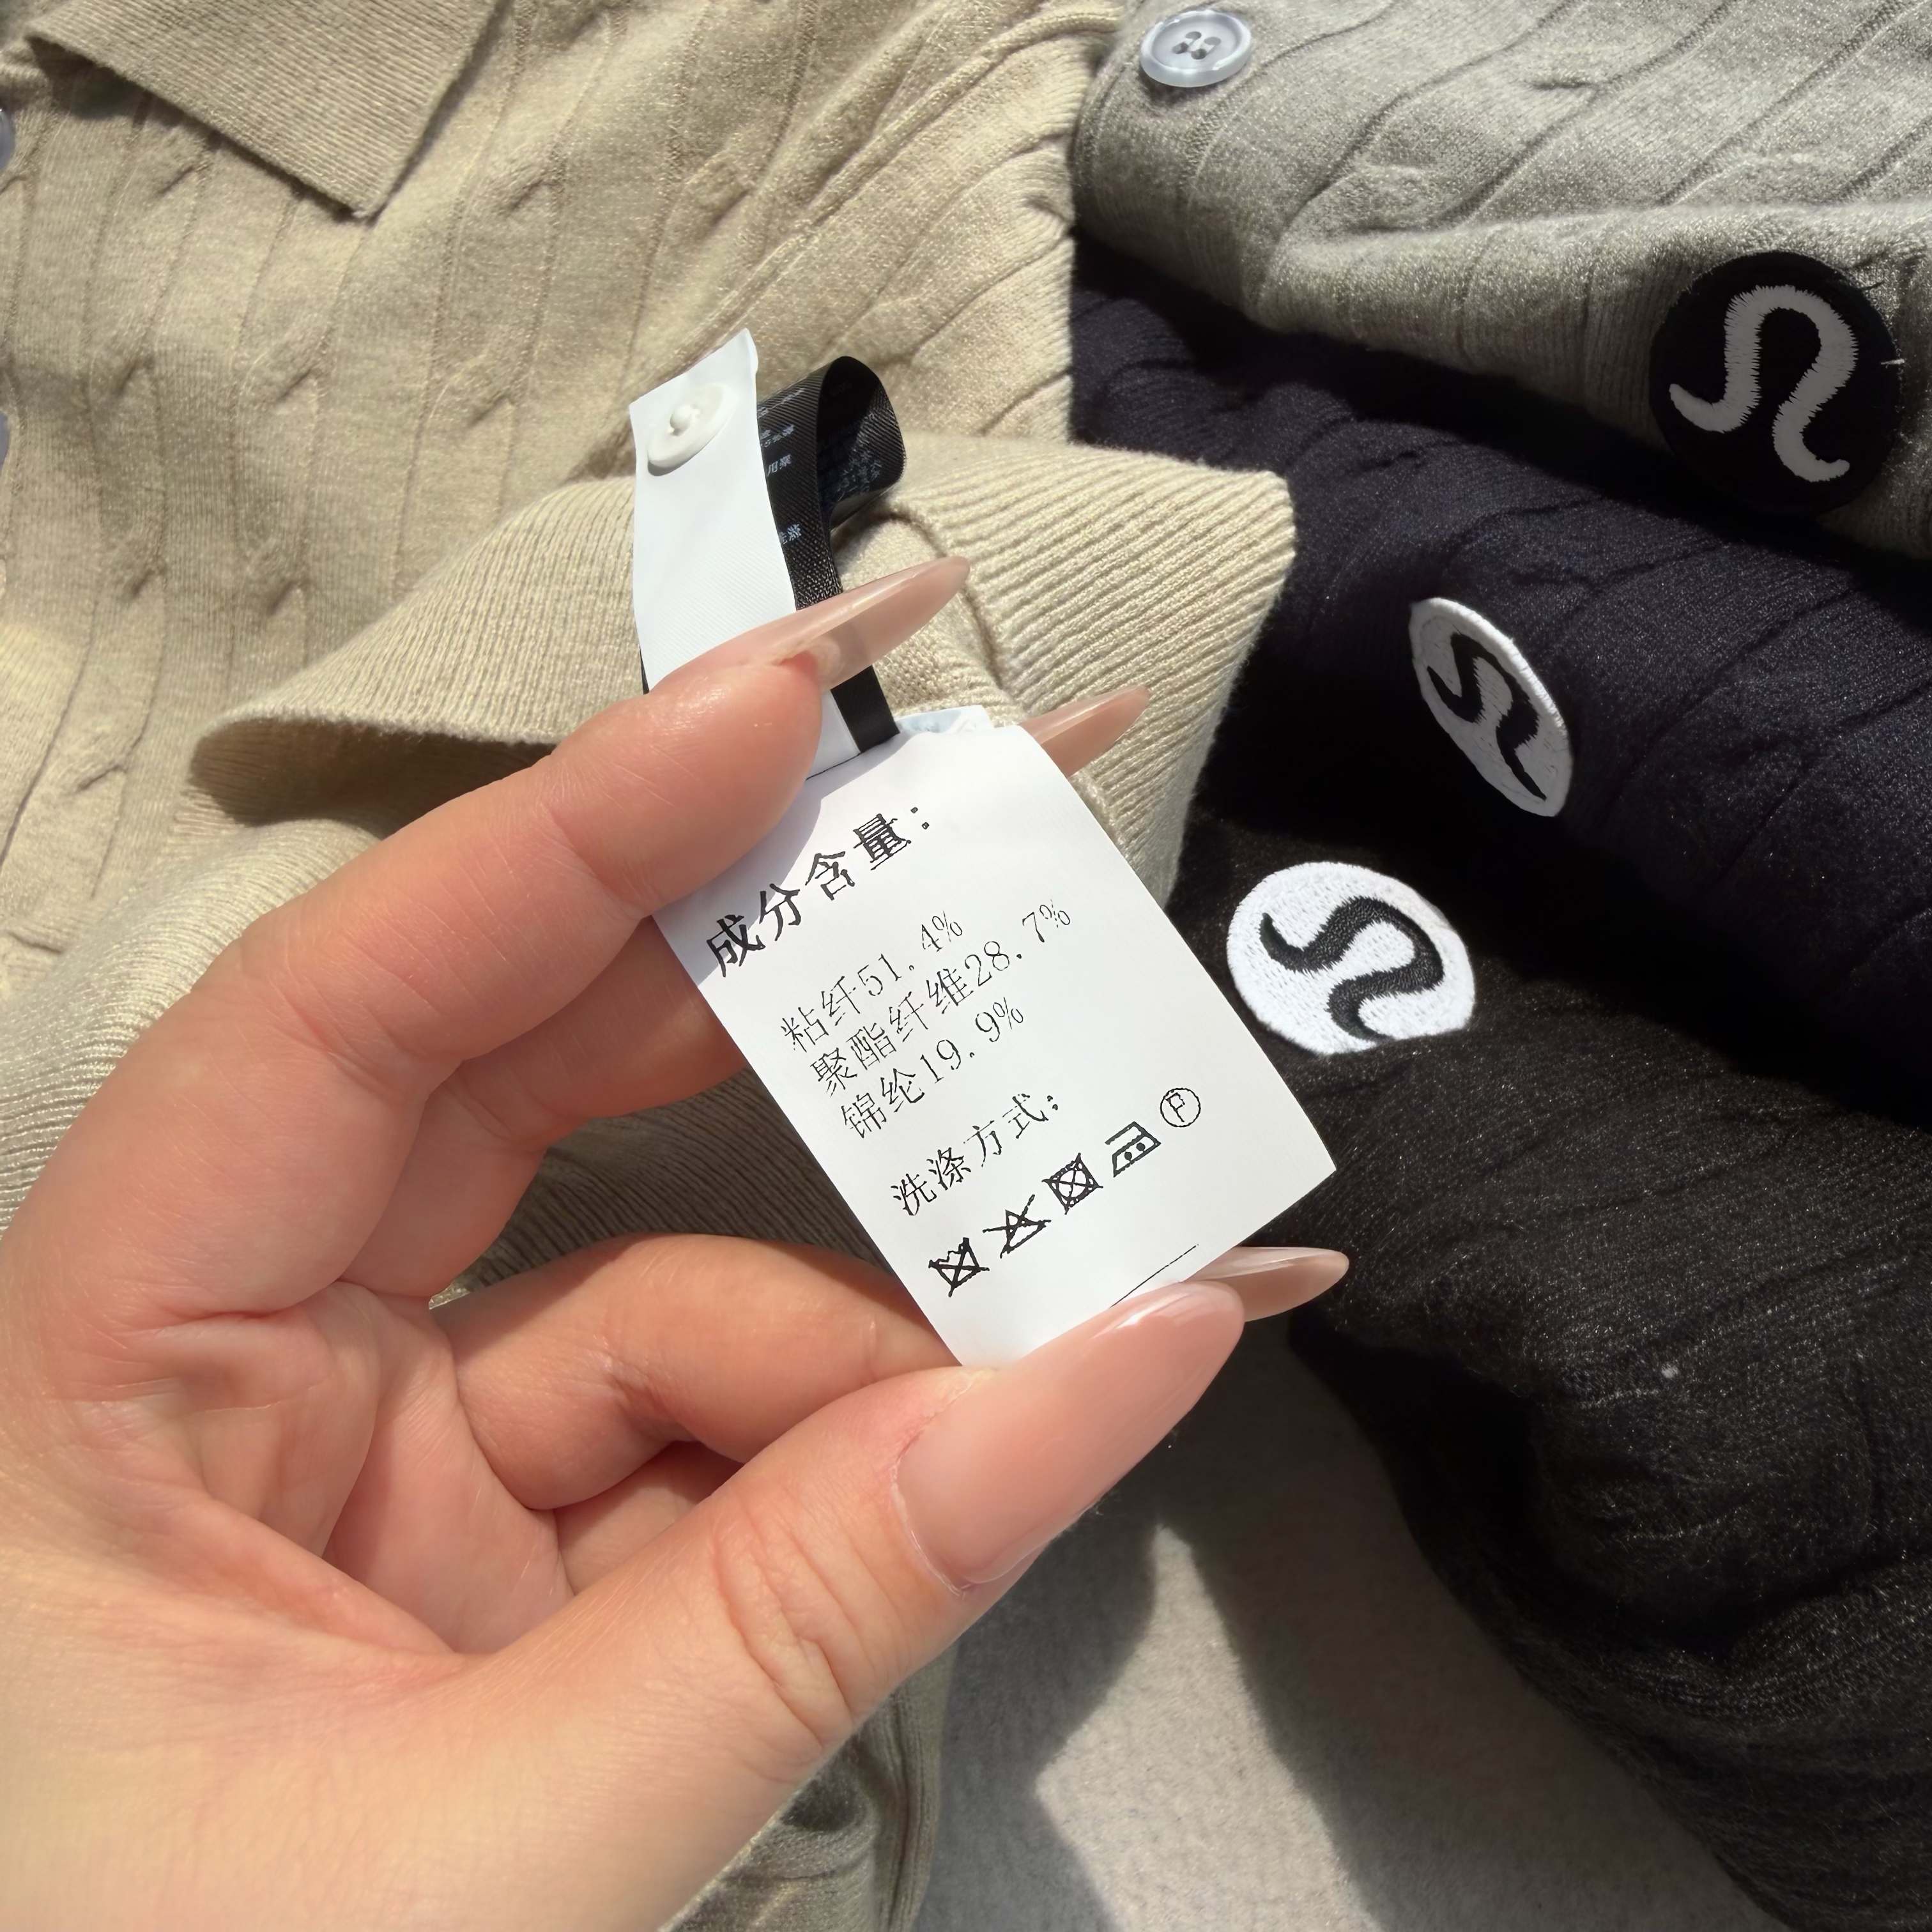 成分含量：
粘纤51.4%
聚酯纤维28.7%
锦纶19.9%
洗涤方式：
Ⓕ